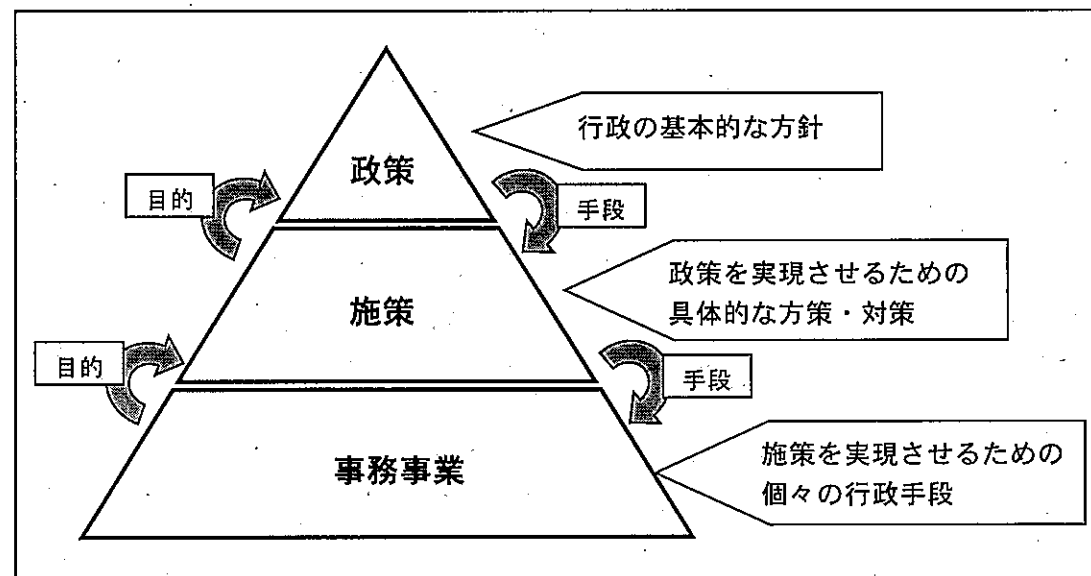 行政の基本的な方針
政策
目的
手段
政策を実現させるための
具体的な方策・対策
施策
目的
手段
施策を実現させるための
個々の行政手段
事務事業